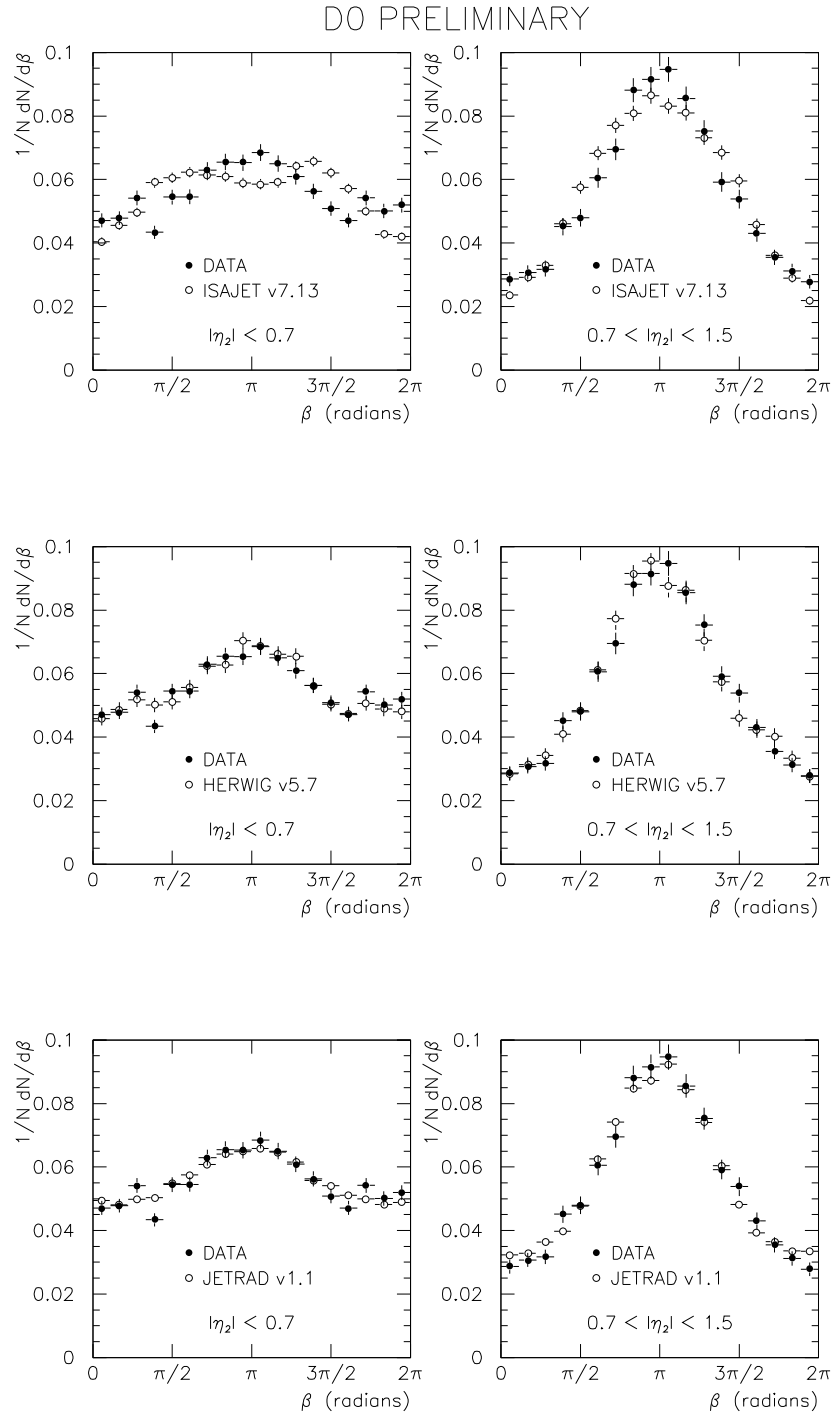 D0 PRELIMINARY
1/N dN/dβ
0.1
0.08
0.06
0.04
0.02
0
● DATA
○ ISAJET v7.13
|η₂| < 0.7
0 π/2 π 3π/2 2π
β (radians)
1/N dN/dβ
0.1
0.08
0.06
0.04
0.02
0
● DATA
○ ISAJET v7.13
0.7 < |η₂| < 1.5
0 π/2 π 3π/2 2π
β (radians)
1/N dN/dβ
0.1
0.08
0.06
0.04
0.02
0
● DATA
○ HERWIG v5.7
|η₂| < 0.7
0 π/2 π 3π/2 2π
β (radians)
1/N dN/dβ
0.1
0.08
0.06
0.04
0.02
0
● DATA
○ HERWIG v5.7
0.7 < |η₂| < 1.5
0 π/2 π 3π/2 2π
β (radians)
1/N dN/dβ
0.1
0.08
0.06
0.04
0.02
0
● DATA
○ JETRAD v1.1
|η₂| < 0.7
0 π/2 π 3π/2 2π
β (radians)
1/N dN/dβ
0.1
0.08
0.06
0.04
0.02
0
● DATA
○ JETRAD v1.1
0.7 < |η₂| < 1.5
0 π/2 π 3π/2 2π
β (radians)